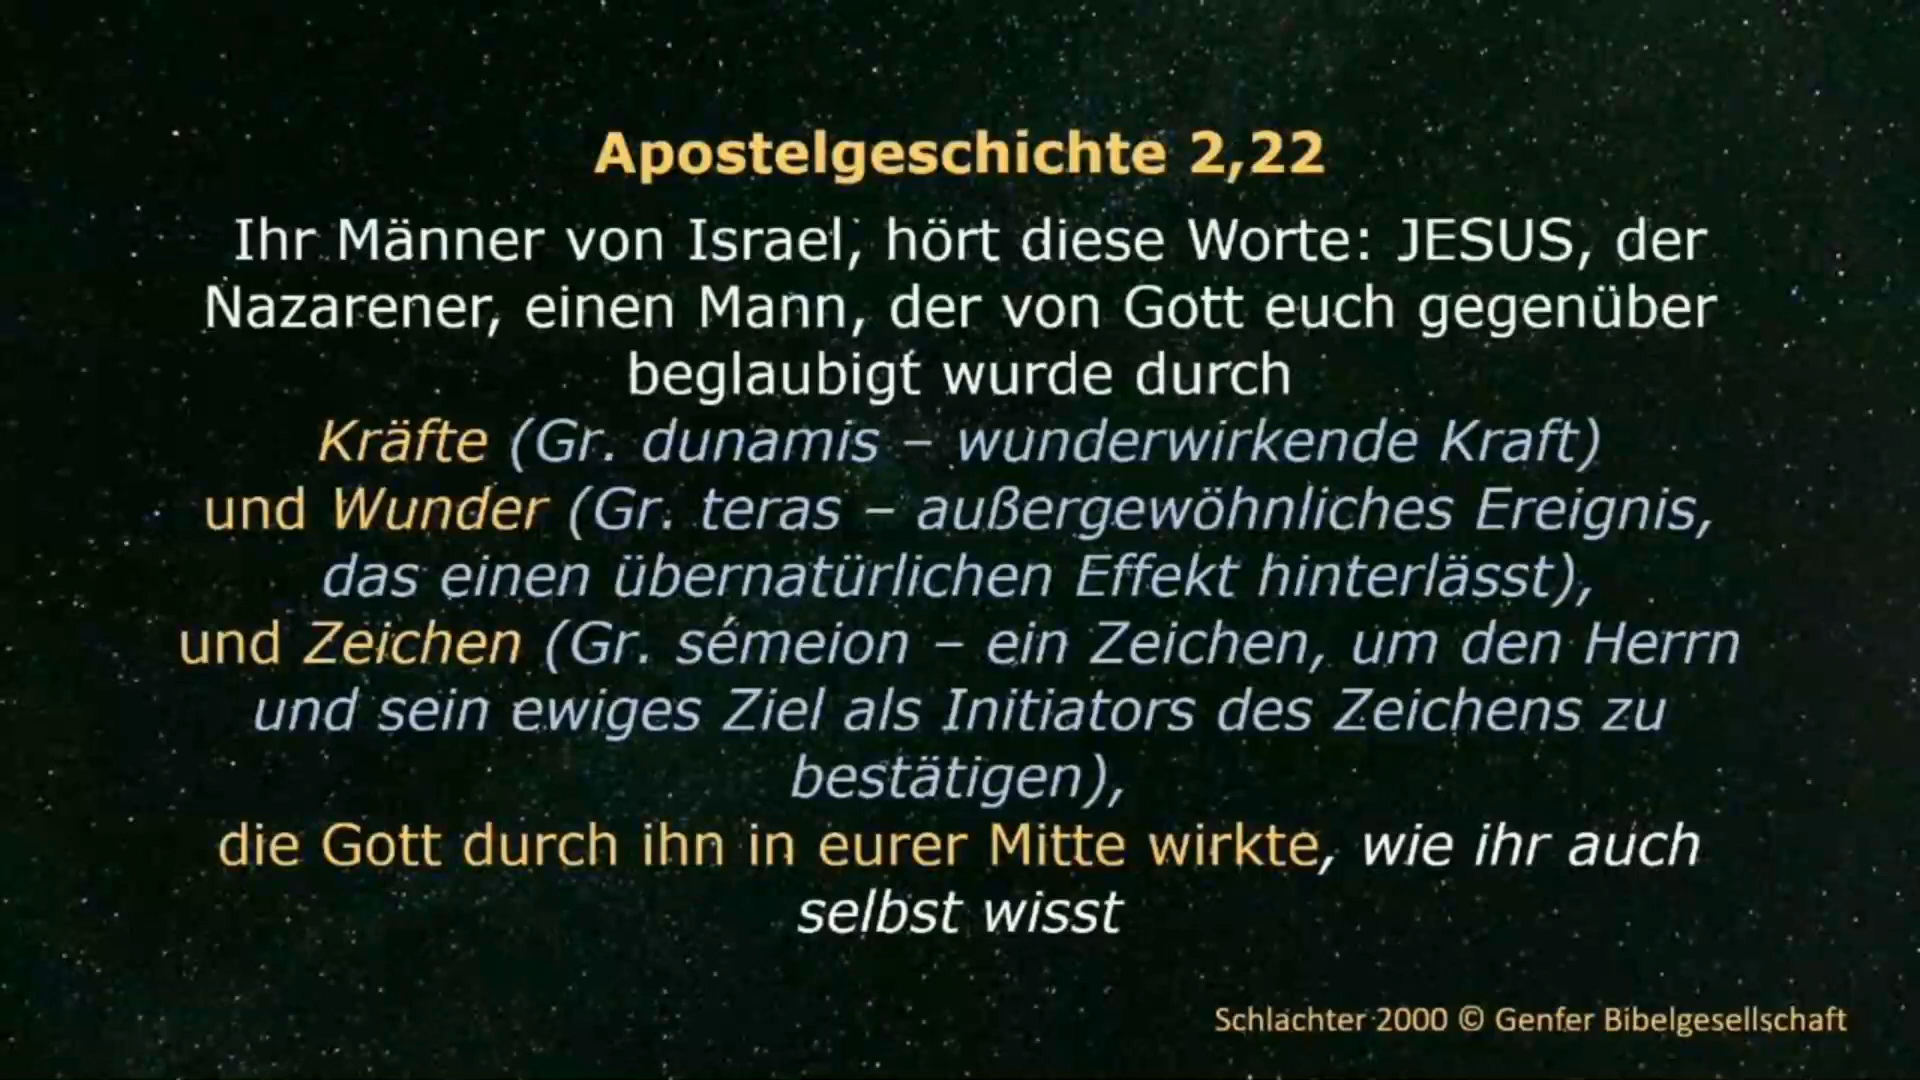 Apostelgeschichte 2,22
Ihr Männer von Israel, hört diese Worte: JESUS, der
Nazarener, einen Mann, der von Gott euch gegenüber
beglaubigt wurde durch
Kräfte (Gr. dunamis – wunderwirkende Kraft)
und Wunder (Gr. teras – außergewöhnliches Ereignis,
das einen übernatürlichen Effekt hinterlässt),
und Zeichen (Gr. sémeion – ein Zeichen, um den Herrn
und sein ewiges Ziel als Initiators des Zeichens zu
bestätigen),
die Gott durch ihn in eurer Mitte wirkte, wie ihr auch
selbst wisst
Schlachter 2000 © Genfer Bibelgesellschaft